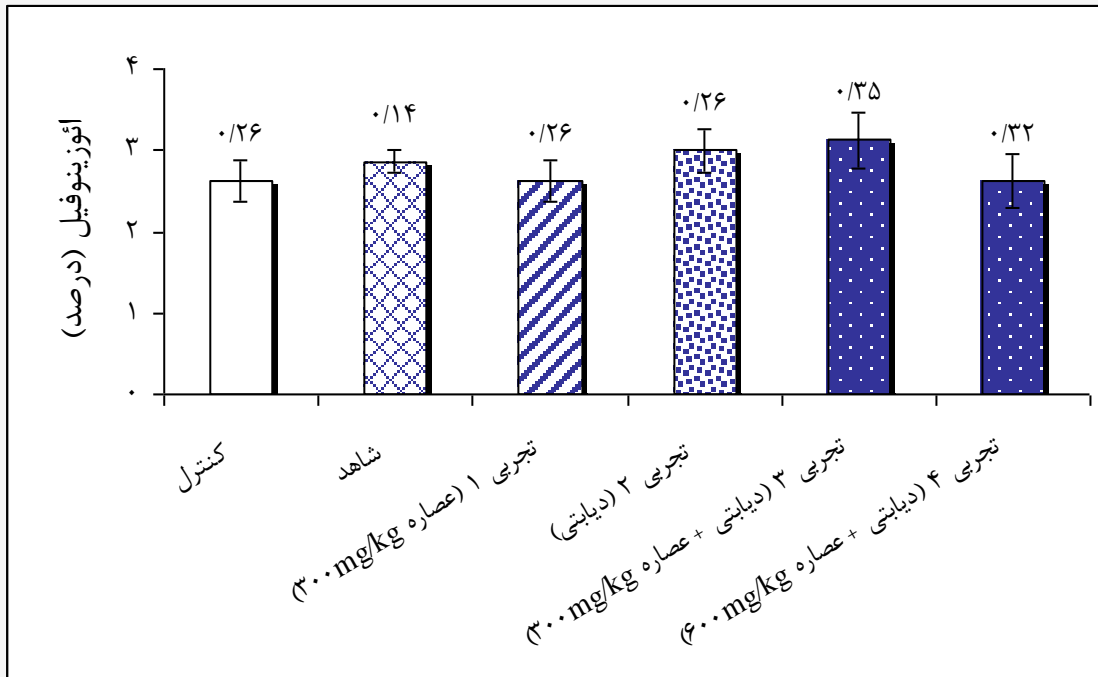 ائوزینوفیل (درصد)
۴
۳
۲
۱
۰
۰/۲۶
۰/۱۴
۰/۲۶
۰/۲۶
۰/۳۵
۰/۳۲
کنترل
شاهد
تجربی ۱ (عصاره ۳۰۰mg/kg)
تجربی ۲ (دیابتی)
تجربی ۳ (دیابتی + عصاره ۳۰۰mg/kg)
تجربی ۴ (دیابتی + عصاره ۶۰۰mg/kg)